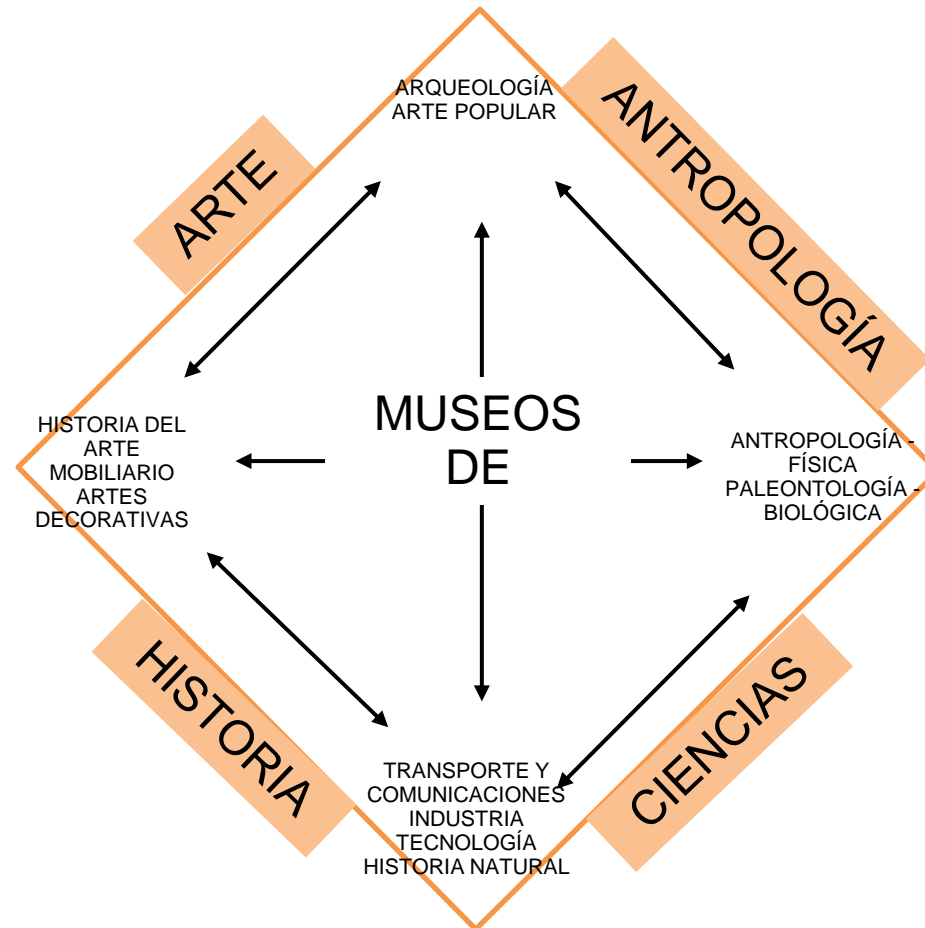 ARQUEOLOGÍA
ARTE POPULAR
ARTE
ANTROPOLOGÍA
MUSEOS
DE
HISTORIA DEL
ARTE
MOBILIARIO
ARTES
DECORATIVAS
ANTROPOLOGÍA -
FÍSICA
PALEONTOLOGÍA -
BIOLÓGICA
HISTORIA
CIENCIAS
TRANSPORTE Y
COMUNICACIONES
INDUSTRIA
TECNOLOGÍA
HISTORIA NATURAL